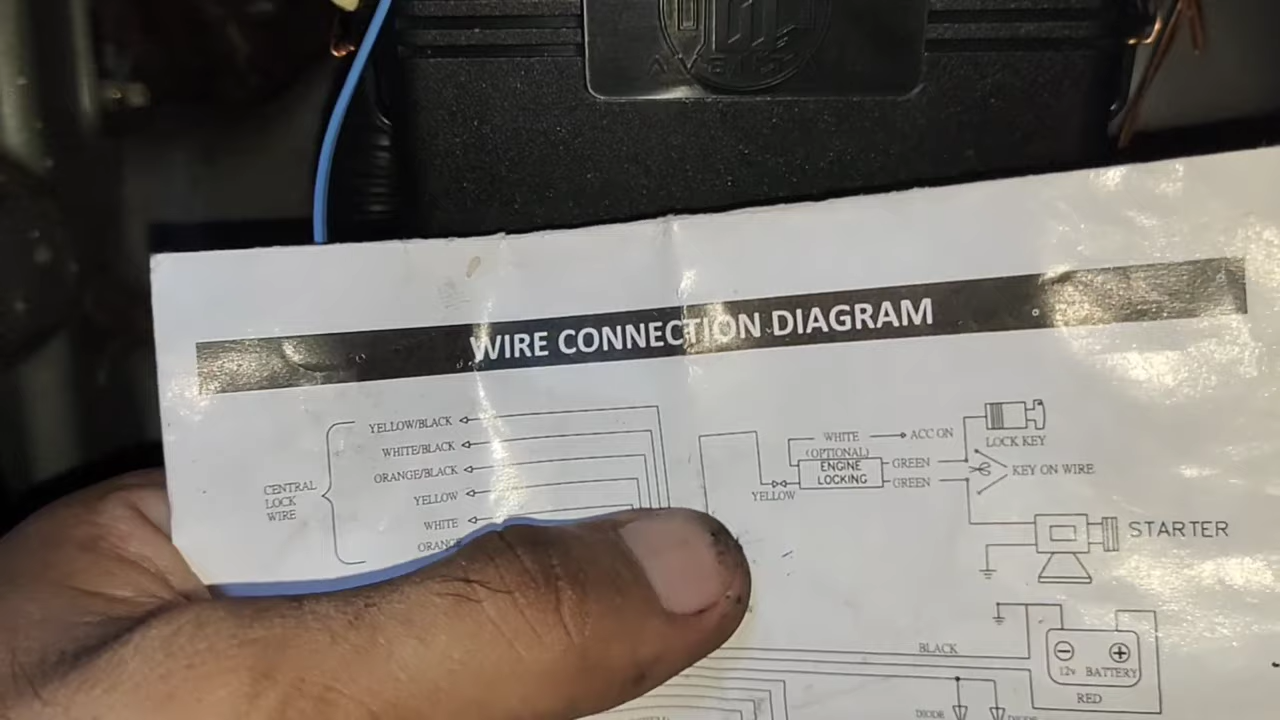 WIRE CONNECTION DIAGRAM
YELLOW/BLACK
WHITE/BLACK
ORANGE/BLACK
YELLOW
WHITE
CENTRAL
LOCK
WIRE
WHITE
(OPTIONAL)
ACC ON
ENGINE
LOCKING
YELLOW
GREEN
GREEN
LOCK KEY
KEY ON WIRE
STARTER
BLACK
12v BATTERY
RED
DIODE
DIODE